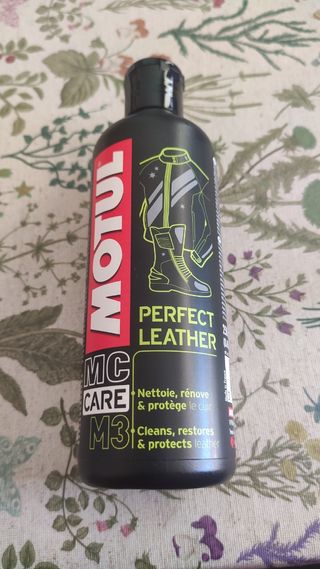 MOTUL
PERFECT
LEATHER
MC
CARE
M3
Nettoie, rénove
& protège le cuir
Cleans, restores
& protects leather